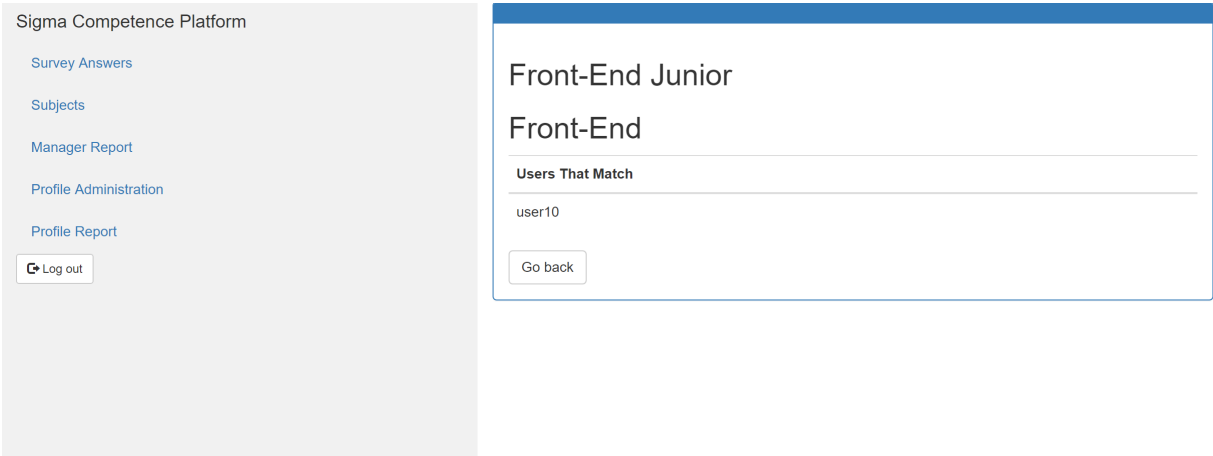 Sigma Competence Platform
Survey Answers
Subjects
Manager Report
Profile Administration
Profile Report
Log out
Front-End Junior
Front-End
Users That Match
user10
Go back